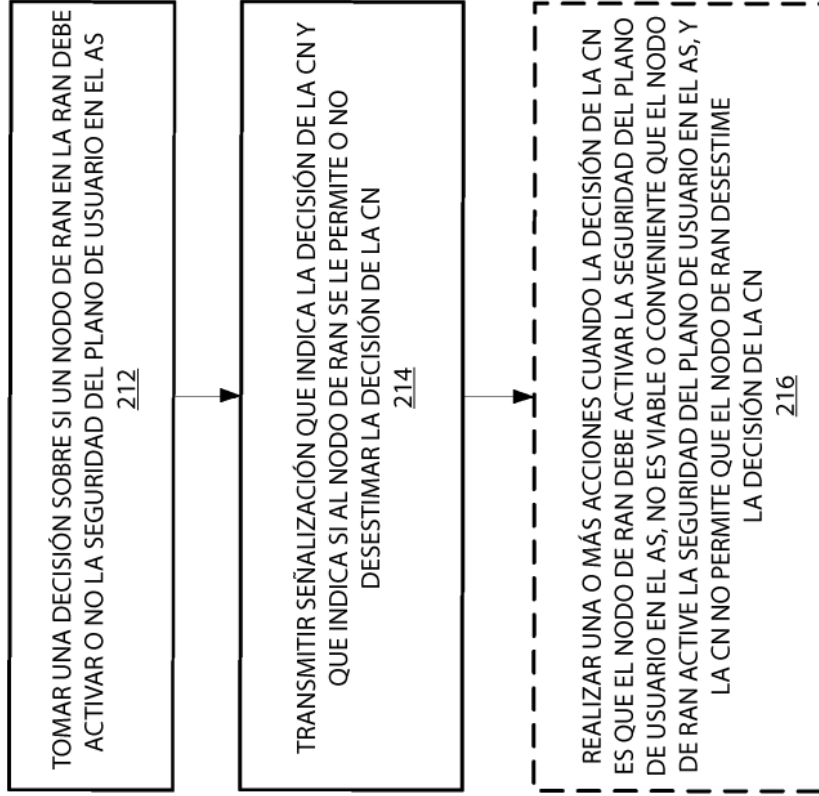 TOMAR UNA DECISIÓN SOBRE SI UN NODO DE RAN EN LA RAN DEBE
ACTIVAR O NO LA SEGURIDAD DEL PLANO DE USUARIO EN EL AS
212
TRANSMITIR SEÑALIZACIÓN QUE INDICA LA DECISIÓN DE LA CN Y
QUE INDICA SI AL NODO DE RAN SE LE PERMITE O NO
DESESTIMAR LA DECISIÓN DE LA CN
214
REALIZAR UNA O MÁS ACCIONES CUANDO LA DECISIÓN DE LA CN
ES QUE EL NODO DE RAN DEBE ACTIVAR LA SEGURIDAD DEL PLANO
DE USUARIO EN EL AS, NO ES VIABLE O CONVENIENTE QUE EL NODO
DE RAN ACTIVE LA SEGURIDAD DEL PLANO DE USUARIO EN EL AS, Y
LA CN NO PERMITE QUE EL NODO DE RAN DESESTIME
LA DECISIÓN DE LA CN
216